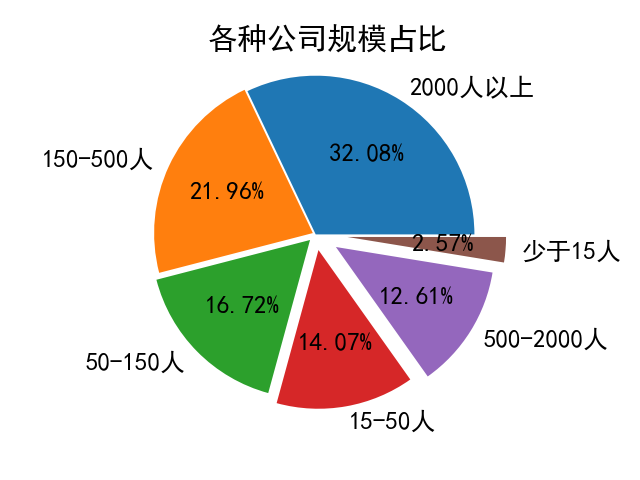 各种公司规模占比
2000人以上
32.08%
150-500人
21.96%
2.57%
少于15人
12.61%
500-2000人
16.72%
14.07%
50-150人
15-50人